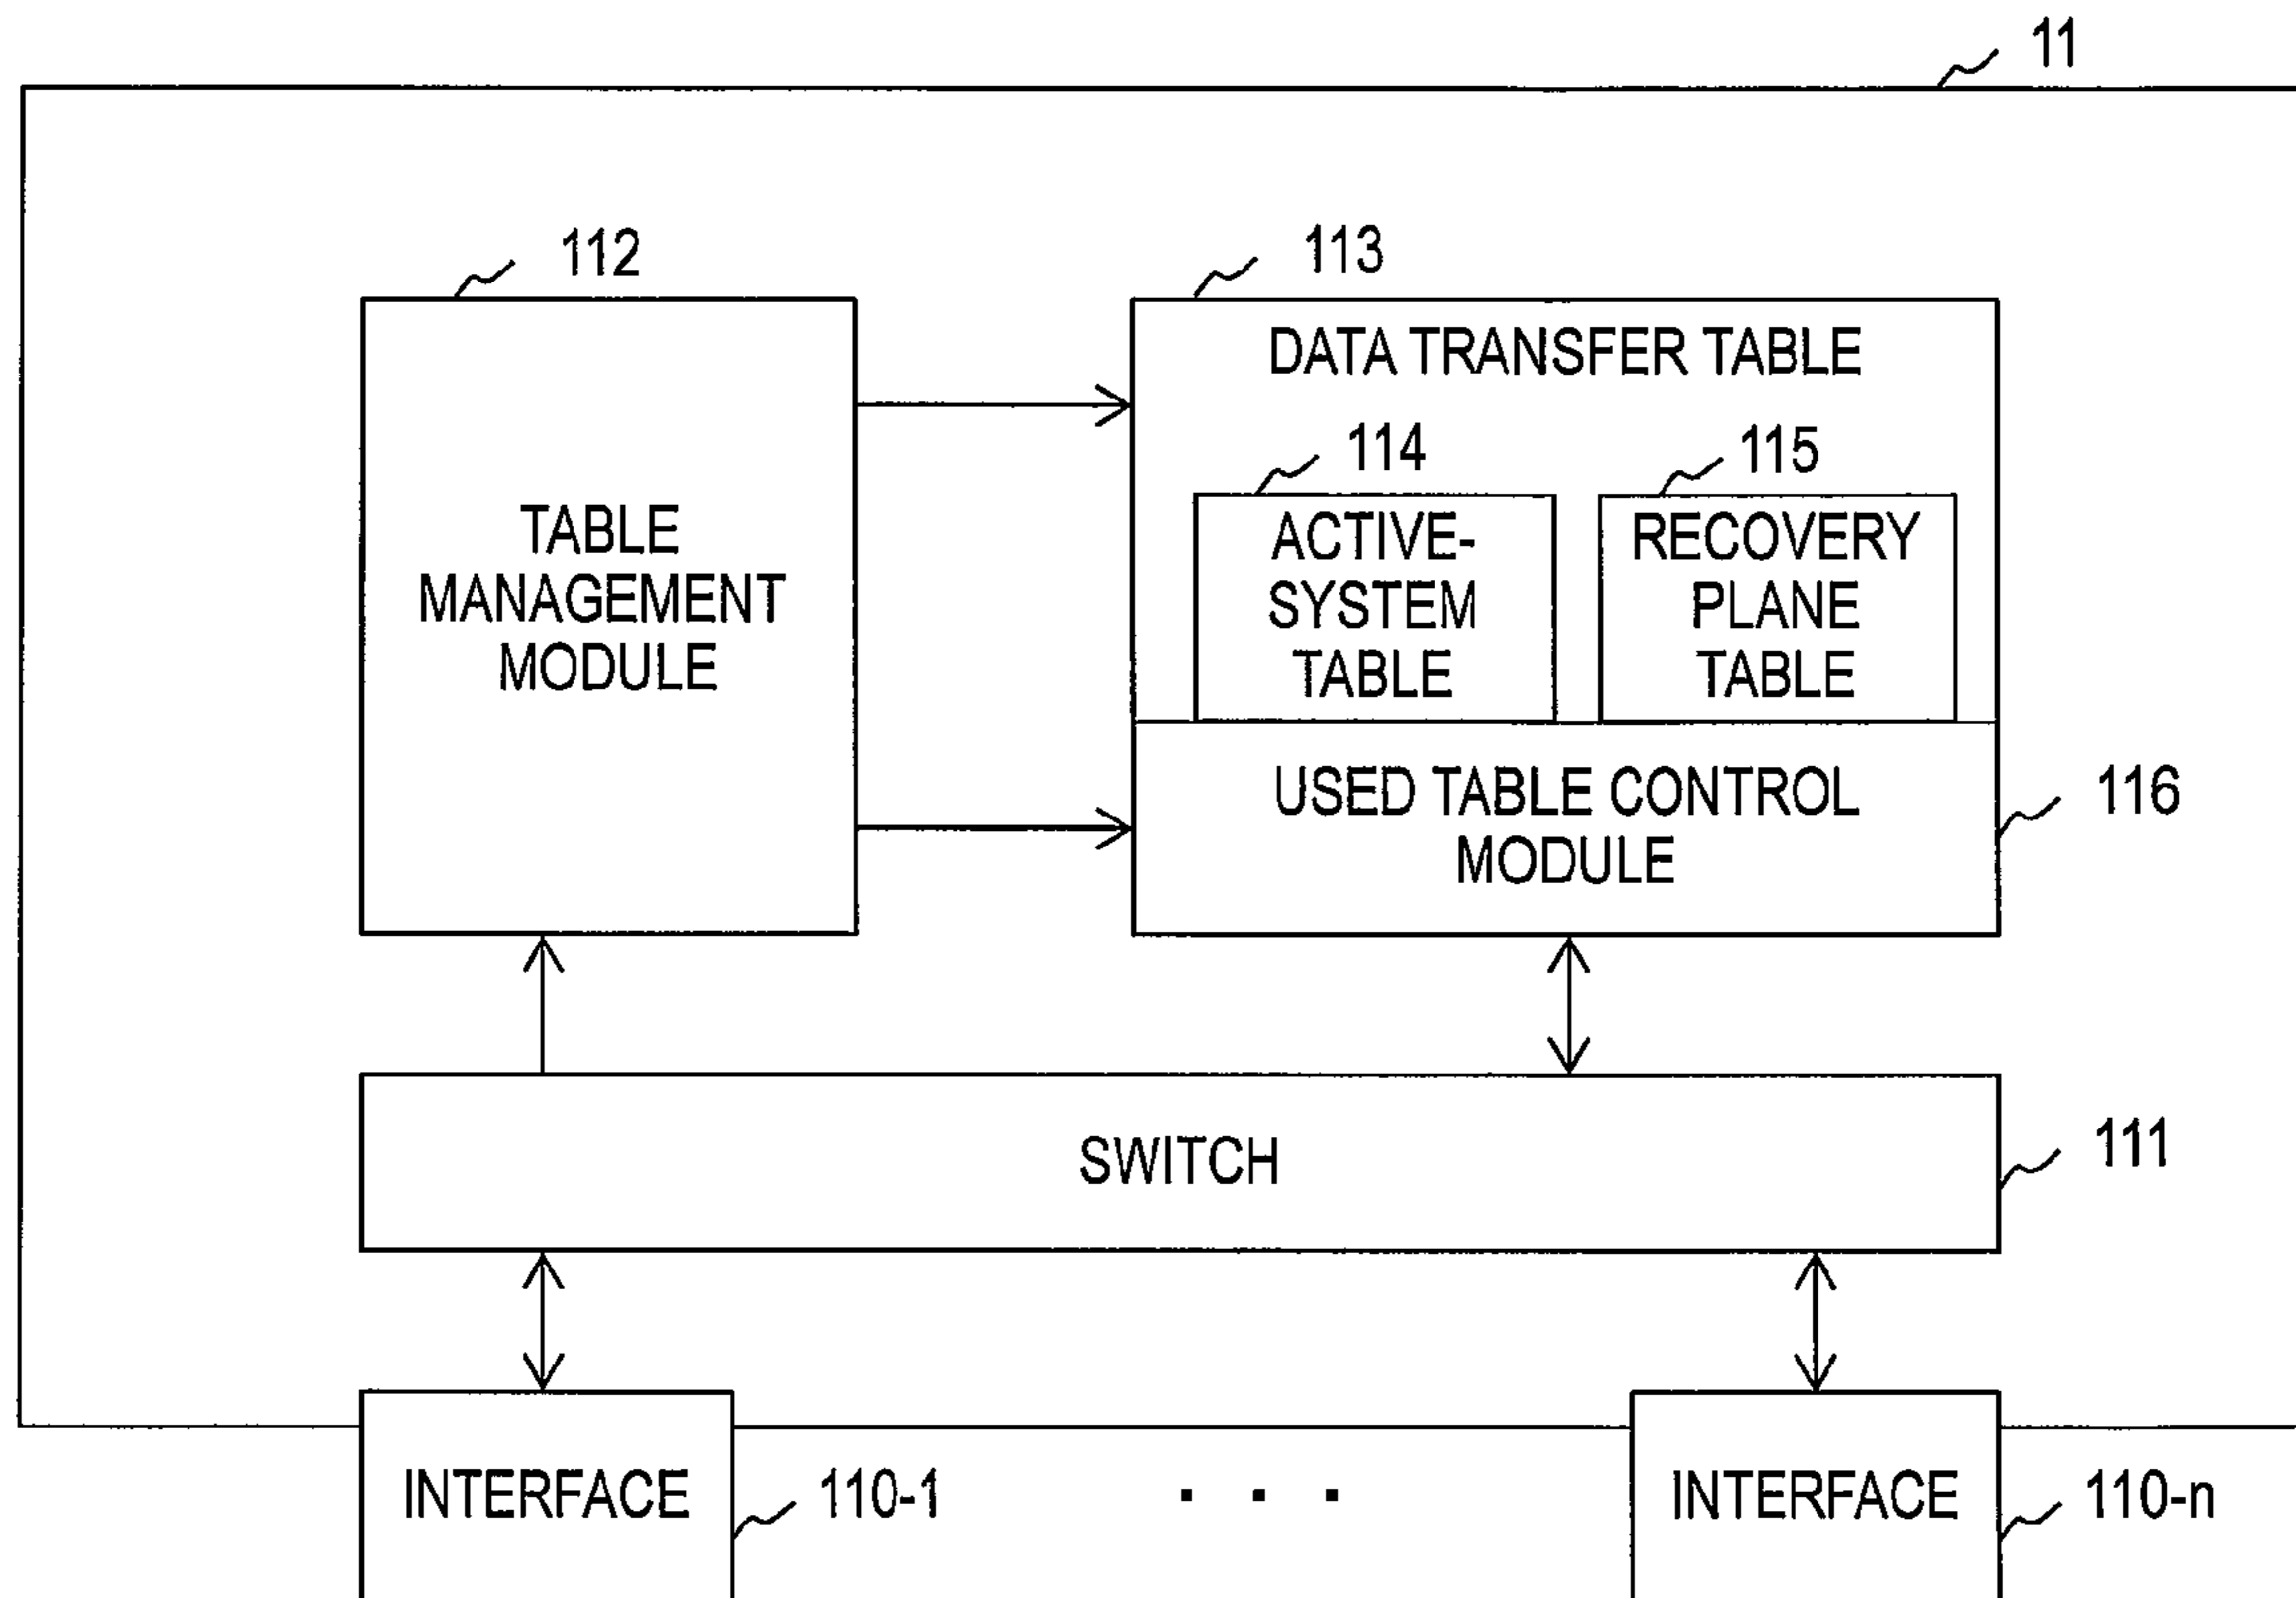 11
112
113
DATA TRANSFER TABLE
114
115
TABLE
MANAGEMENT
MODULE
ACTIVE-
SYSTEM
TABLE
RECOVERY
PLANE
TABLE
USED TABLE CONTROL
MODULE
116
SWITCH
111
INTERFACE
110-1
. . .
INTERFACE
110-n